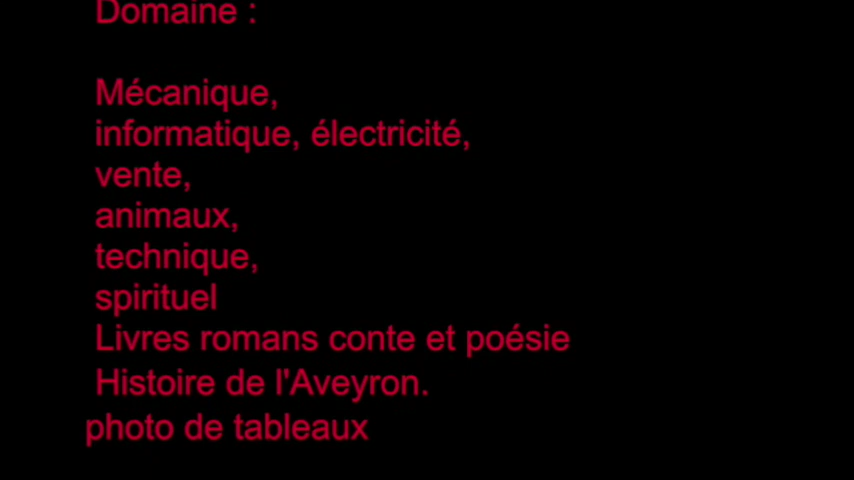 Domaine :
Mécanique,
informatique, électricité,
vente,
animaux,
technique,
spirituel
Livres romans conte et poésie
Histoire de l'Aveyron.
photo de tableaux